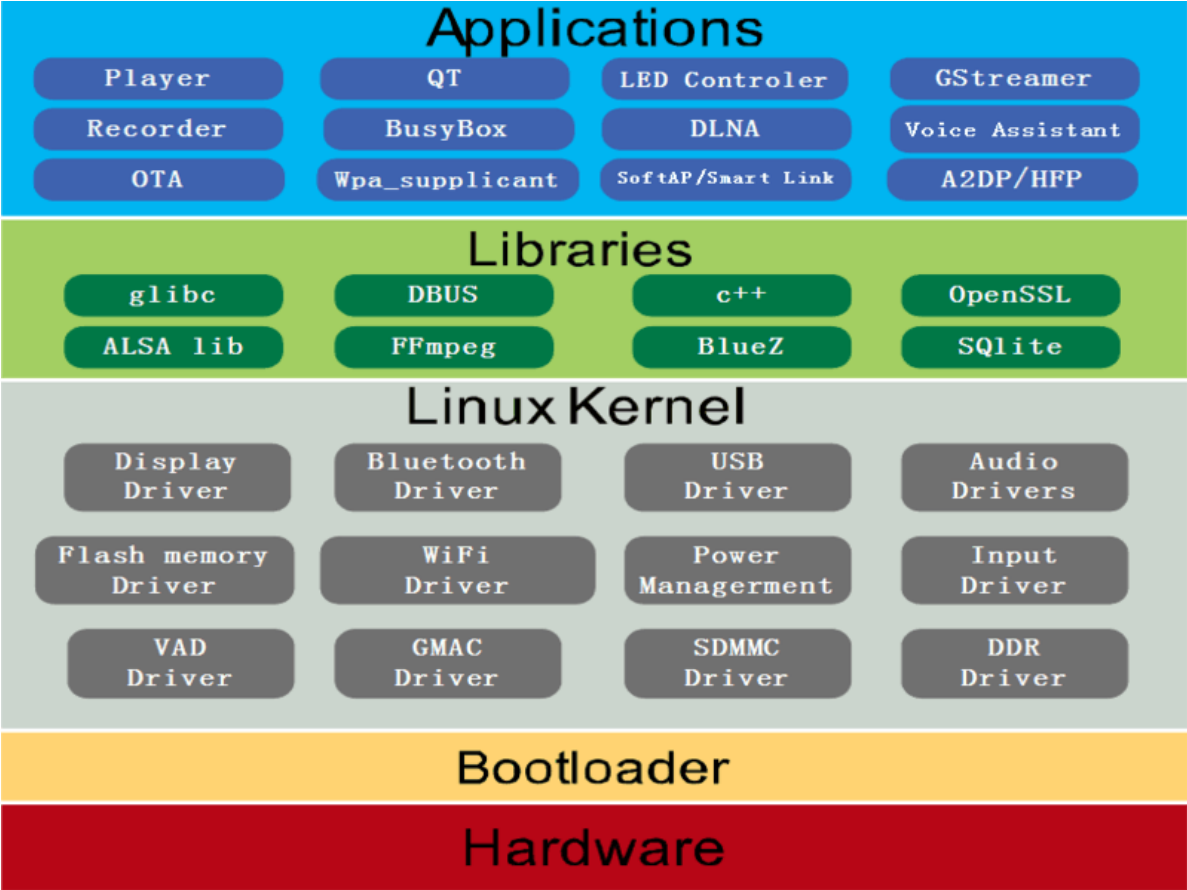 Applications
Player
QT
LED Controler
GStreamer
Recorder
BusyBox
DLNA
Voice Assistant
OTA
Wpa_supplicant
SoftAP/Smart Link
A2DP/HFP
Libraries
glibc
DBUS
c++
OpenSSL
ALSA lib
FFmpeg
BlueZ
SQlite
Linux Kernel
Display
Driver
Bluetooth
Driver
USB
Driver
Audio
Drivers
Flash memory
Driver
WiFi
Driver
Power
Managerment
Input
Driver
VAD
Driver
GMAC
Driver
SDMMC
Driver
DDR
Driver
Bootloader
Hardware